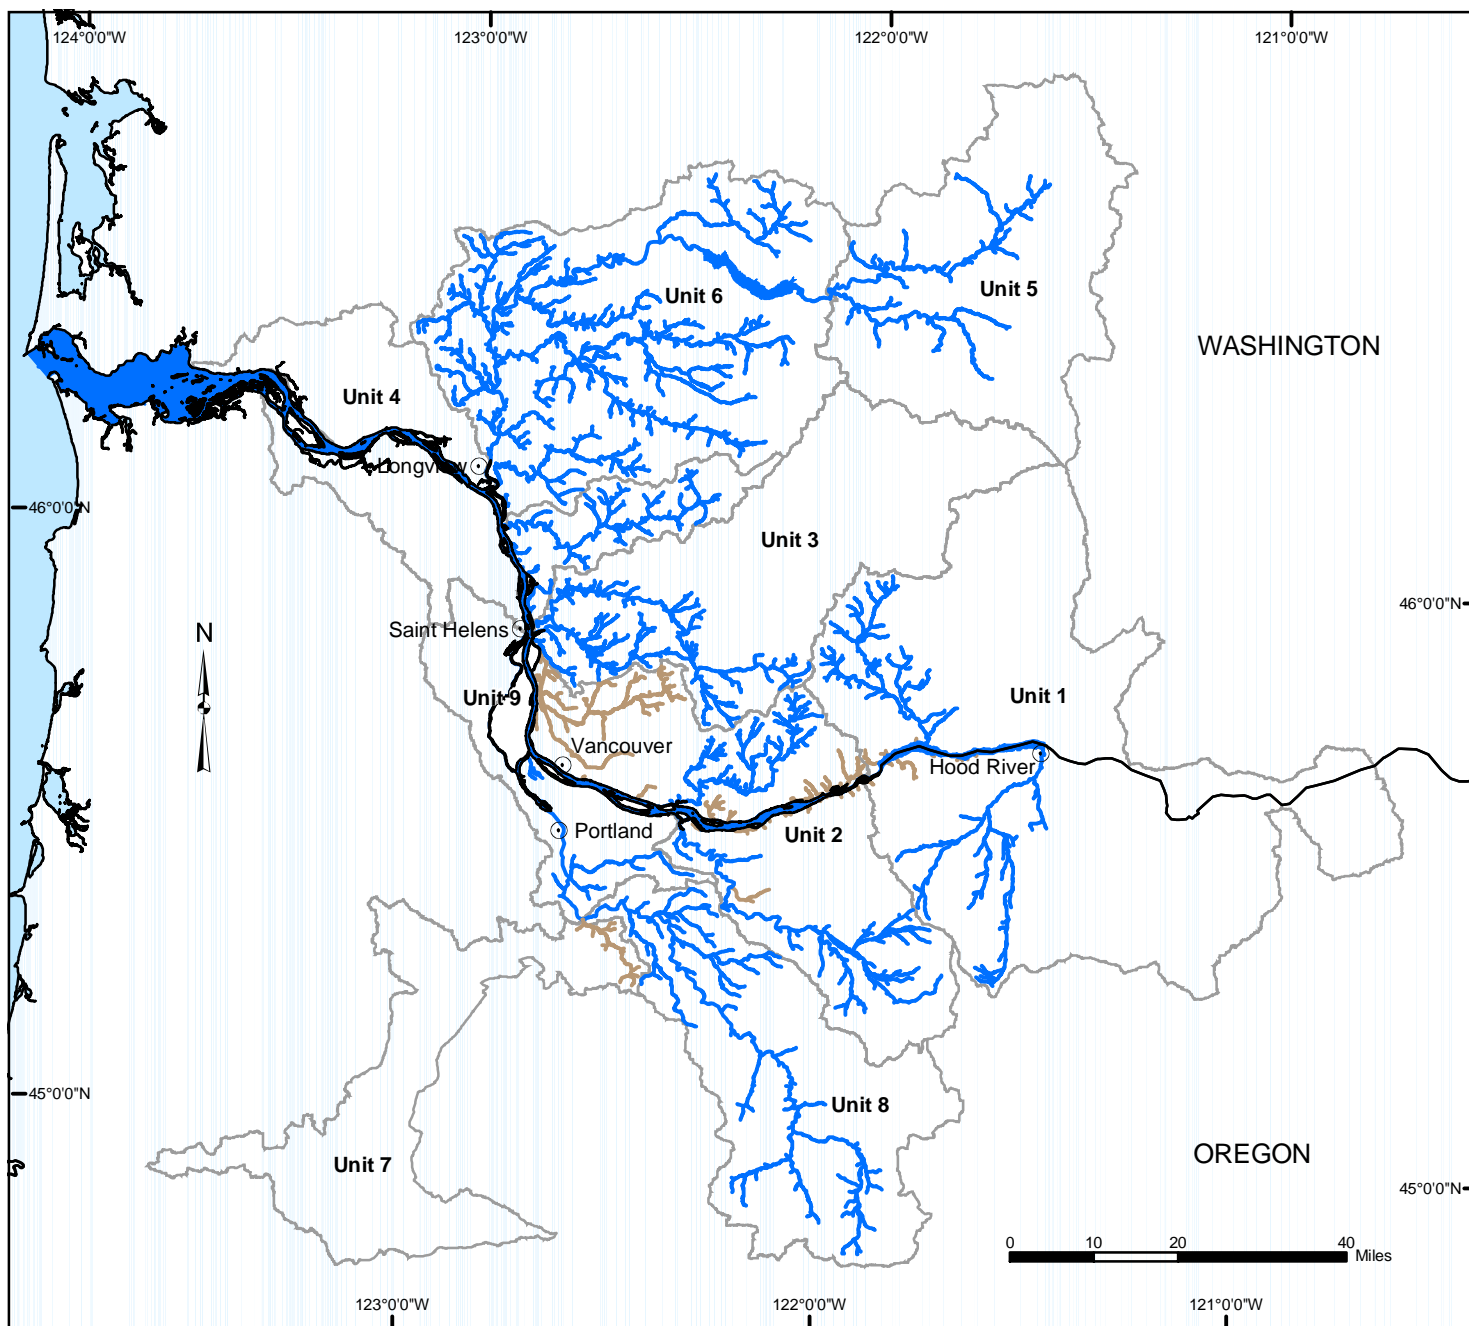 124°0'0"W
123°0'0"W
122°0'0"W
121°0'0"W
Unit 6
Unit 5
WASHINGTON
Unit 4
Longview
46°0'0"N
Unit 3
46°0'0"N
Saint Helens
N
Unit 9
Unit 1
Vancouver
Hood River
Portland
Unit 2
45°0'0"N
Unit 8
OREGON
Unit 7
45°0'0"N
0 10 20 40
Miles
123°0'0"W
122°0'0"W
121°0'0"W